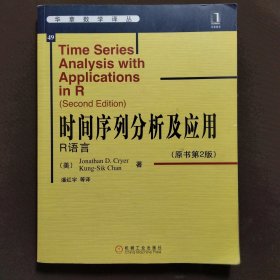 华章数学译丛
49
Time Series
Analysis with
Applications
in R
(Second Edition)
时间序列分析及应用
R语言
(原书第2版)
(美) Jonathan D. Cryer
Kung-Sik Chan 著
潘红宇 等译
机械工业出版社